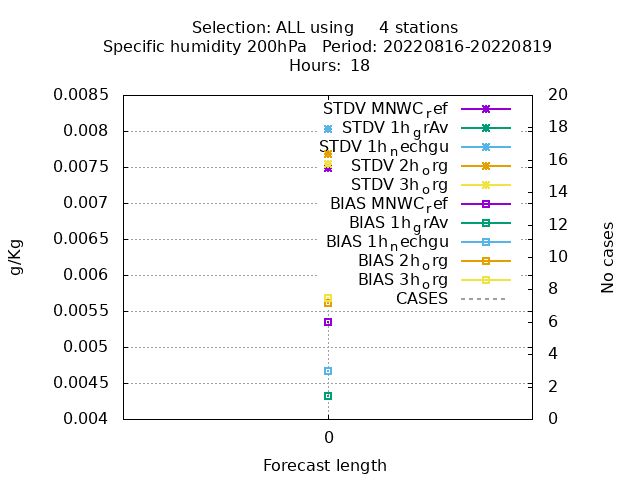 Selection: ALL using 4 stations
Specific humidity 200hPa Period: 20220816-20220819
Hours: 18
0.0085
0.008
0.0075
0.007
0.0065
0.006
0.0055
0.005
0.0045
0.004
g/Kg
STDV MNWC_ref
STDV 1h_grAv
STDV 1h_nechgu
STDV 2h_org
STDV 3h_org
BIAS MNWC_ref
BIAS 1h_grAv
BIAS 1h_nechgu
BIAS 2h_org
BIAS 3h_org
CASES
20
18
16
14
12
10
8
6
4
2
0
No cases
0
Forecast length